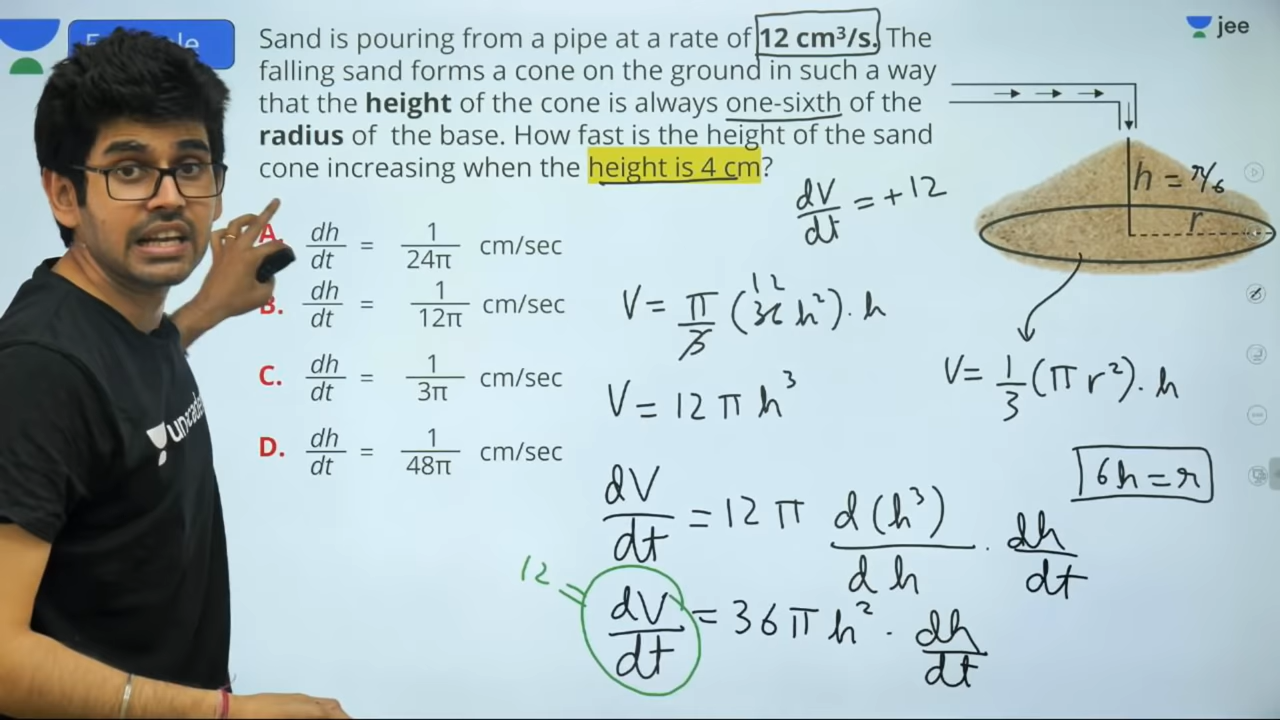 jee
Sand is pouring from a pipe at a rate of 12 cm³/s. The
falling sand forms a cone on the ground in such a way
that the height of the cone is always one-sixth of the
radius of the base. How fast is the height of the sand
cone increasing when the height is 4 cm?
h = r/6
r
dV/dt = +12
A. dh/dt = 1/24π cm/sec
B. dh/dt = 1/12π cm/sec
C. dh/dt = 1/3π cm/sec
D. dh/dt = 1/48π cm/sec
V = π/3 (36 12 h²) . h
V = 1/3 (π r²) . h
V = 12 π h³
6h = r
dV/dt = 12 π d(h³)/dh . dh/dt
12 = dV/dt = 36 π h² . dh/dt